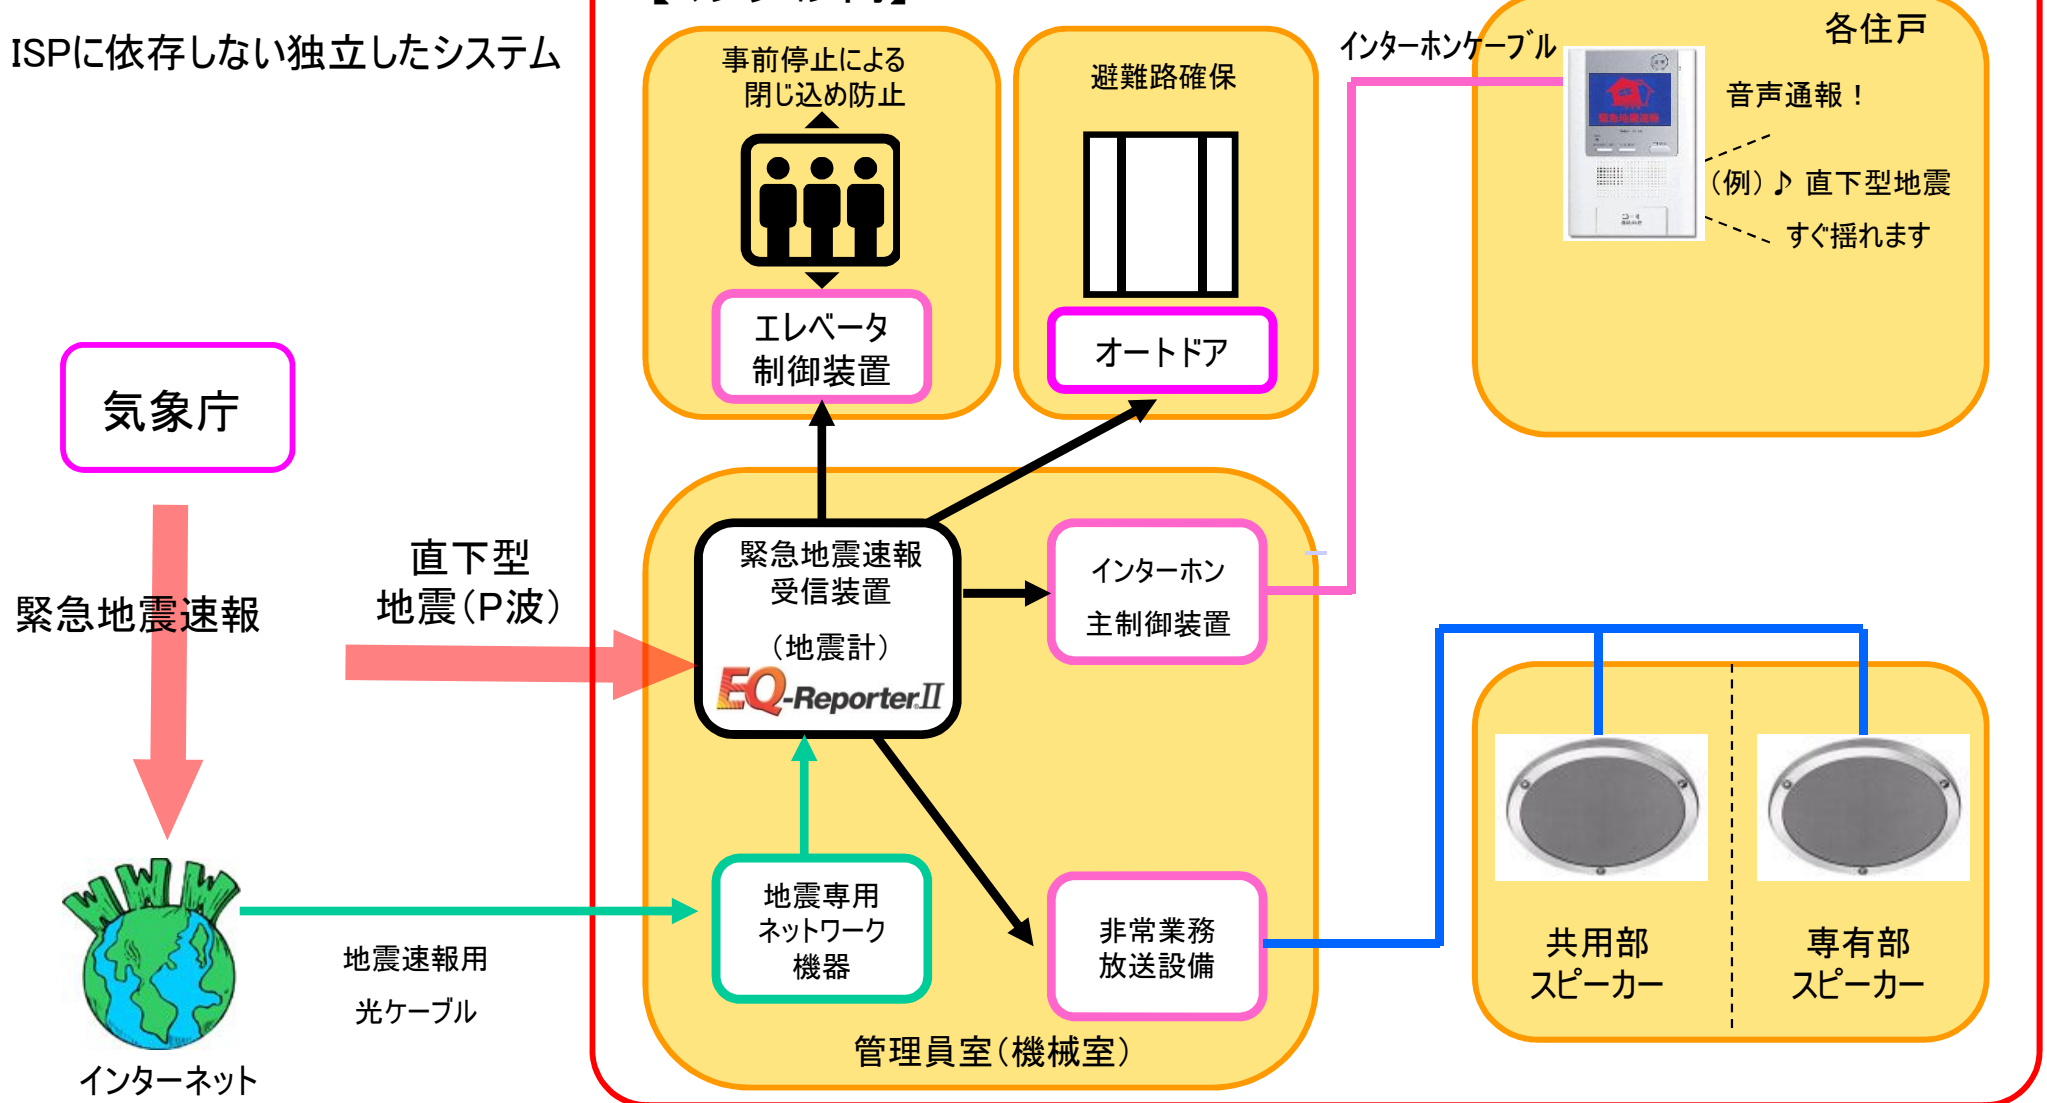 ISPに依存しない独立したシステム
事前停止による
閉じ込め防止
エレベータ
制御装置
避難路確保
オートドア
インターホンケーブル
各住戸
緊急地震速報
音声通報！
（例）♪ 直下型地震
すぐ揺れます
気象庁
緊急地震速報
直下型
地震（P波）
緊急地震速報
受信装置
（地震計）
EQ-Reporter.II
インターホン
主制御装置
地震専用
ネットワーク
機器
非常業務
放送設備
管理員室（機械室）
地震速報用
光ケーブル
WWW
インターネット
共用部
スピーカー
専有部
スピーカー